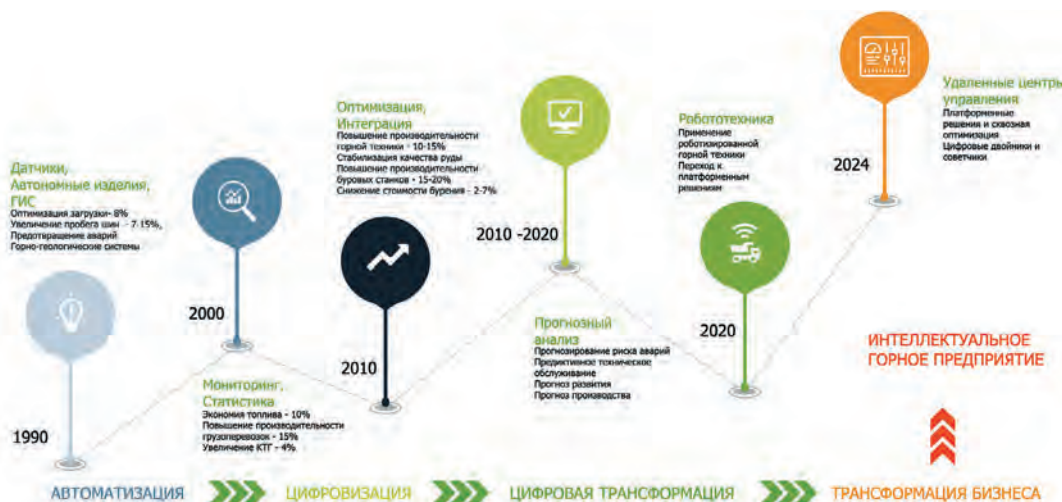 Датчики,
Автономные изделия,
ГИС
Оптимизация загрузки- 8%
Увеличение пробега шин - 7-15%,
Предотвращение аварий
Горно-геологические системы
1990
2000
Мониторинг,
Статистика
Экономия топлива - 10%
Повышение производительности
грузоперевозок - 15%
Увеличение КТГ - 4%
Оптимизация,
Интеграция
Повышение производительности
горной техники - 10-15%
Стабилизация качества руды
Повышение производительности
буровых станков - 15-20%
Снижение стоимости бурения - 2-7%
2010
2010 -2020
Прогнозный
анализ
Прогнозирование риска аварий
Предиктивное техническое
обслуживание
Прогноз развития
Прогноз производства
Робототехника
Применение
роботизированной
горной техники
Переход к
платформенным
решениям
2020
2024
Удаленные центры
управления
Платформенные
решения и сквозная
оптимизация
Цифровые двойники и
советчики
ИНТЕЛЛЕКТУАЛЬНОЕ
ГОРНОЕ ПРЕДПРИЯТИЕ
АВТОМАТИЗАЦИЯ
ЦИФРОВИЗАЦИЯ
ЦИФРОВАЯ ТРАНСФОРМАЦИЯ
ТРАНСФОРМАЦИЯ БИЗНЕСА